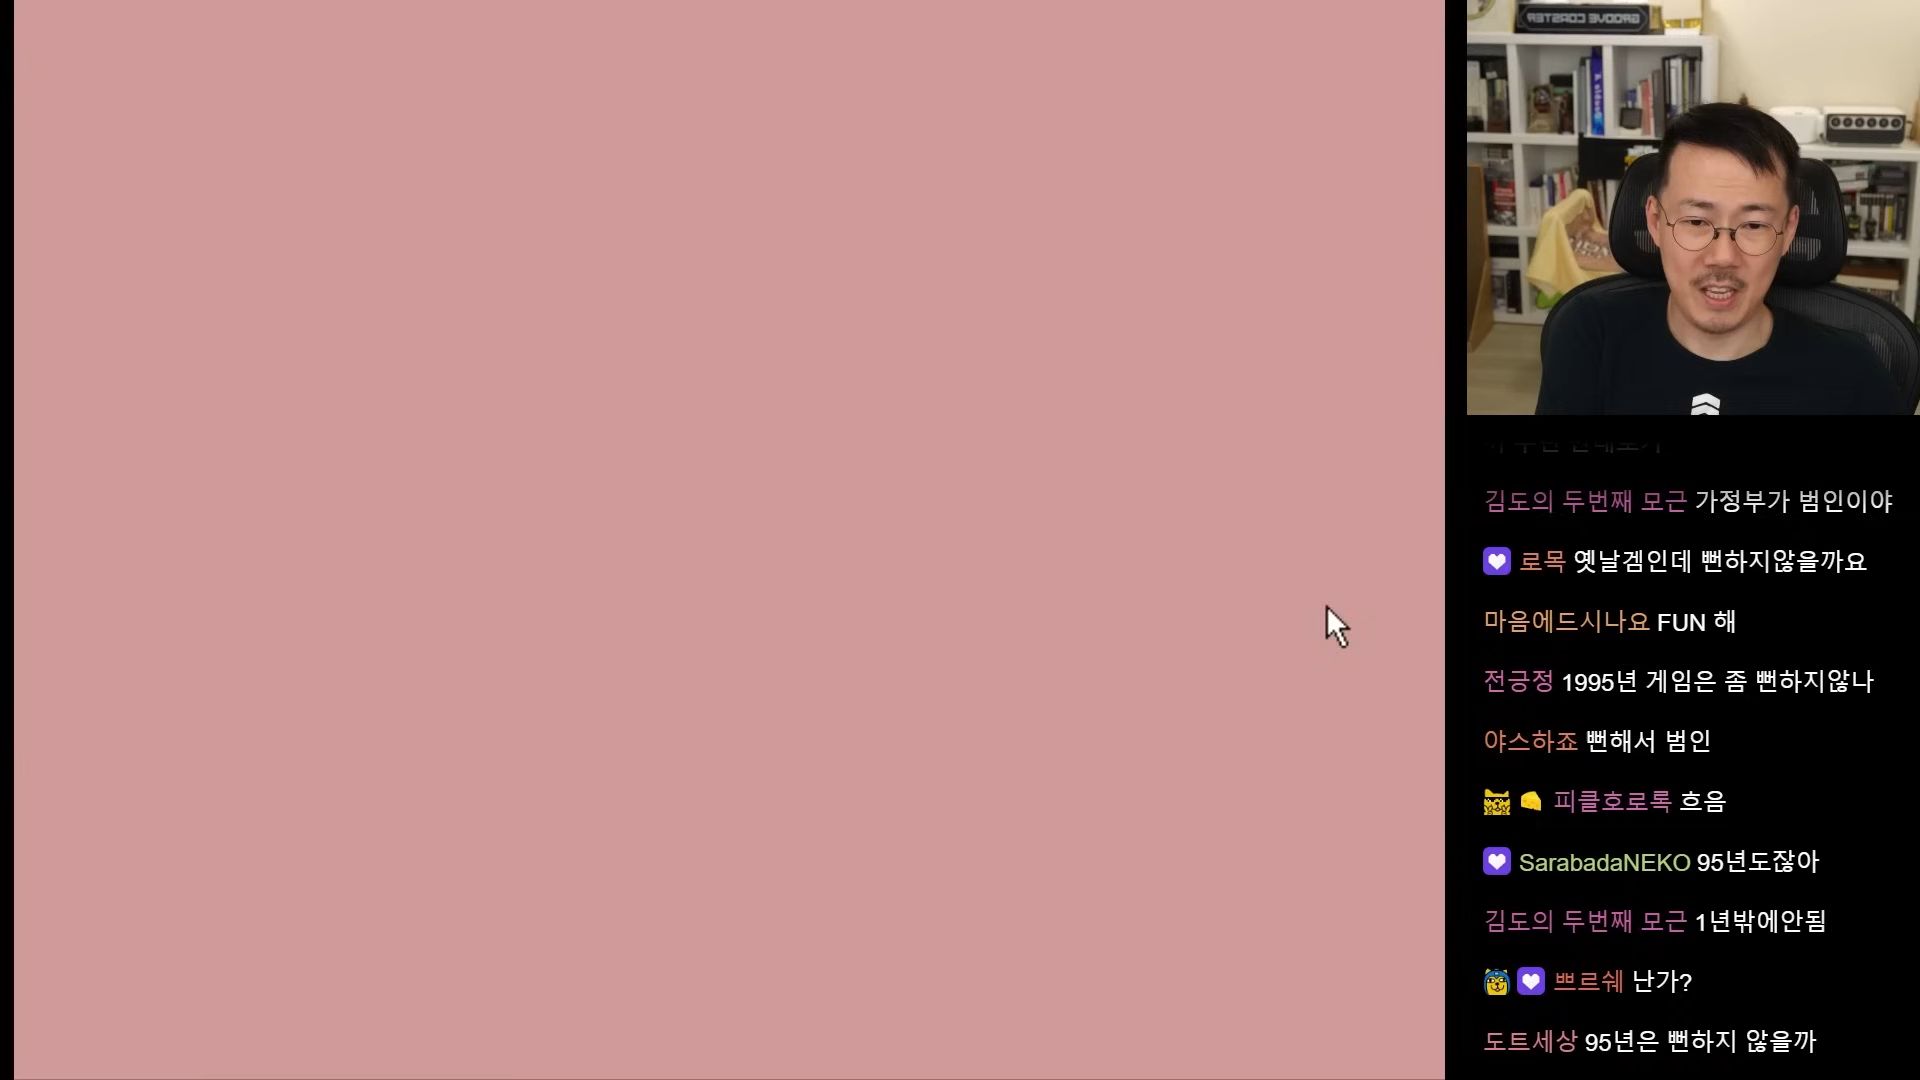 GROOVE COASTER
김도의 두번째 모근 가정부가 범인이야
로목 옛날겜인데 뻔하지않을까요
마음에드시나요 FUN 해
전긍정 1995년 게임은 좀 뻔하지않나
야스하죠 뻔해서 범인
피클호로록 흐음
SarabadaNEKO 95년도잖아
김도의 두번째 모근 1년밖에안됨
쁘르쉐 난가?
도트세상 95년은 뻔하지 않을까